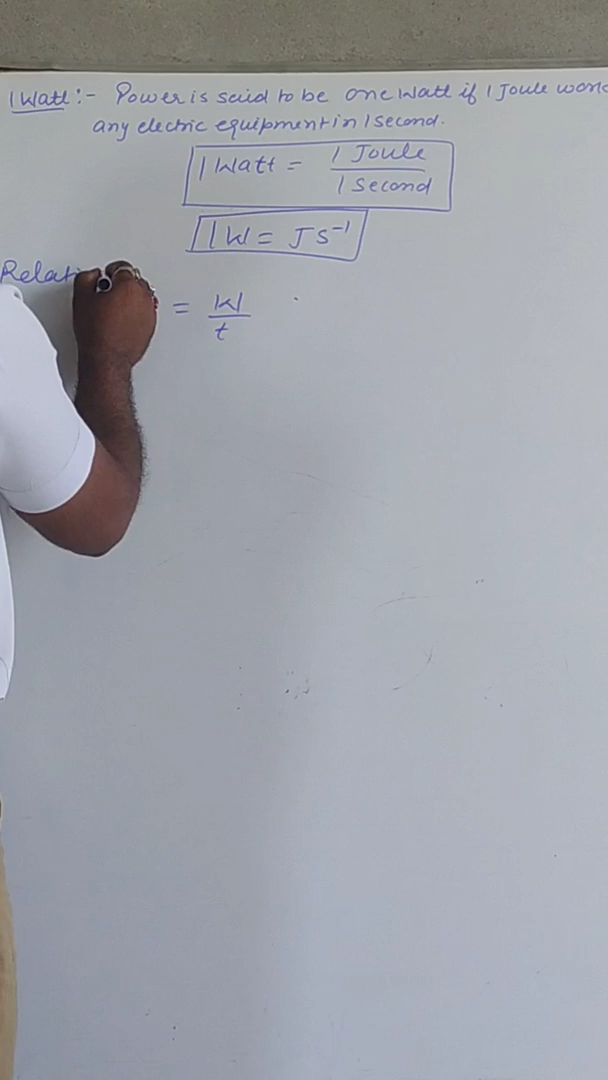 1 Watt :- Power is said to be one Watt if 1 Joule work
any electric equipment in 1 second.
1 Watt = 1 Joule / 1 Second
1 W = J S⁻¹
Relati
= W / t